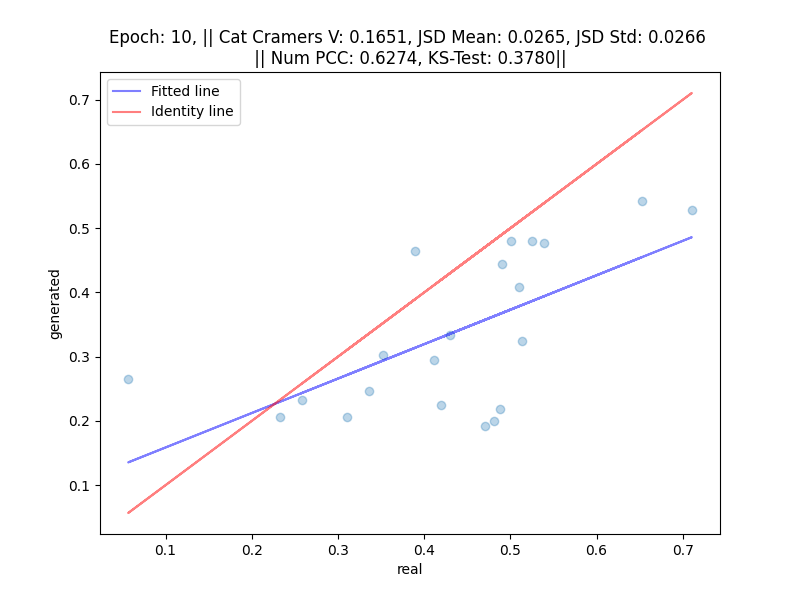 Epoch: 10, || Cat Cramers V: 0.1651, JSD Mean: 0.0265, JSD Std: 0.0266
|| Num PCC: 0.6274, KS-Test: 0.3780||
Fitted line
Identity line
generated
0.7
0.6
0.5
0.4
0.3
0.2
0.1
0.1 0.2 0.3 0.4 0.5 0.6 0.7
real